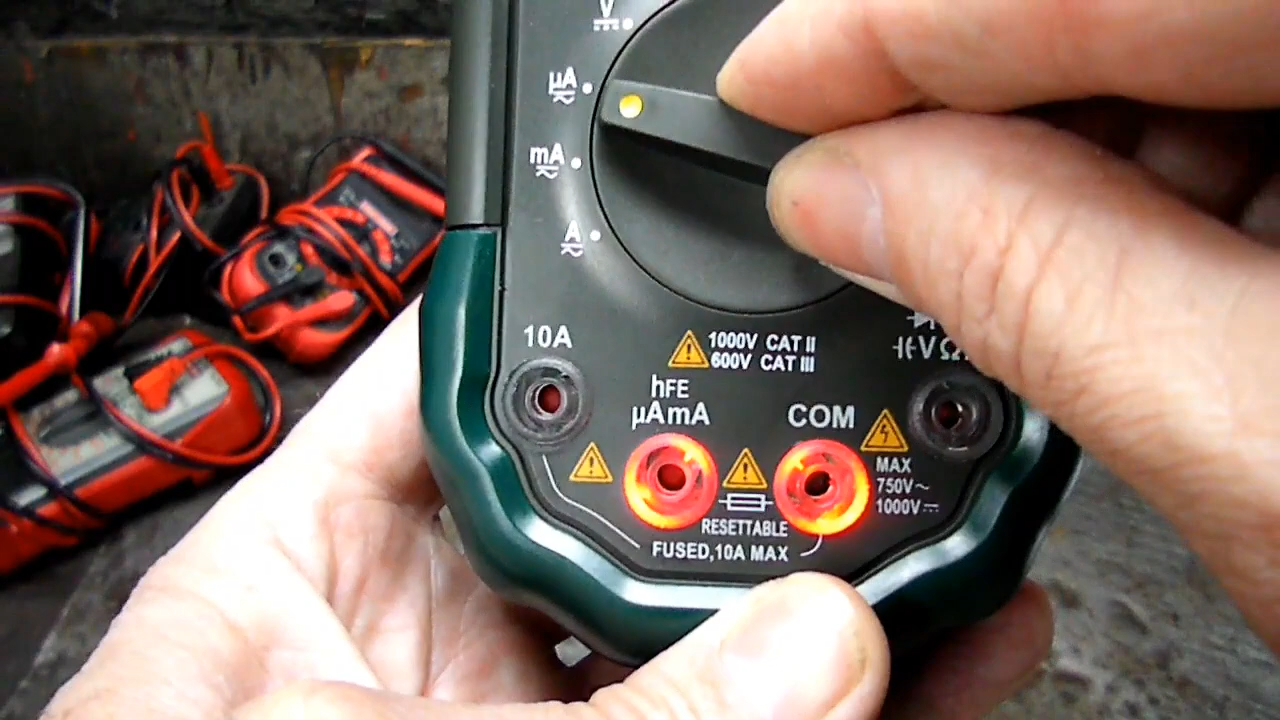 V
µA
mA
A
10A
1000V CAT II
600V CAT III
hFE
µAmA
COM
VΩ
MAX
750V~
1000V⎓
RESETTABLE
FUSED,10A MAX